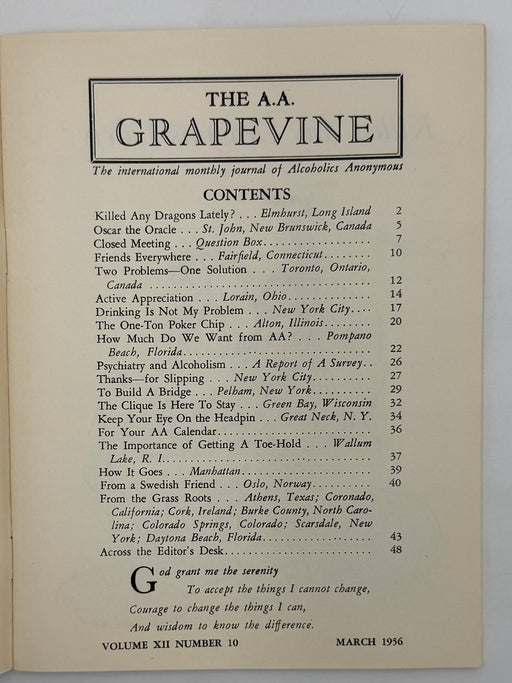 THE A.A.
GRAPEVINE
The international monthly journal of Alcoholics Anonymous
CONTENTS
Killed Any Dragons Lately? . . . Elmhurst, Long Island 2
Oscar the Oracle . . . St. John, New Brunswick, Canada 5
Closed Meeting . . . Question Box.................. 7
Friends Everywhere . . . Fairfield, Connecticut........ 10
Two Problems—One Solution . . . Toronto, Ontario,
Canada .................................... 12
Active Appreciation . . . Lorain, Ohio.............. 14
Drinking Is Not My Problem . . . New York City.... 17
The One-Ton Poker Chip . . . Alton, Illinois........ 20
How Much Do We Want from AA? . . . Pompano
Beach, Florida............................... 22
Psychiatry and Alcoholism . . . A Report of A Survey.. 26
Thanks—for Slipping . . . New York City.......... 27
To Build A Bridge . . . Pelham, New York.......... 29
The Clique Is Here To Stay . . . Green Bay, Wisconsin 32
Keep Your Eye On the Headpin . . . Great Neck, N. Y. 34
For Your AA Calendar......................... 36
The Importance of Getting A Toe-Hold . . . Wallum
Lake, R. I.................................. 37
How It Goes . . . Manhattan..................... 39
From a Swedish Friend . . . Oslo, Norway.......... 40
From the Grass Roots . . . Athens, Texas; Coronado,
California; Cork, Ireland; Burke County, North Caro-
lina; Colorado Springs, Colorado; Scarsdale, New
York; Daytona Beach, Florida.................. 43
Across the Editor's Desk........................ 48
God grant me the serenity
To accept the things I cannot change,
Courage to change the things I can,
And wisdom to know the difference.
VOLUME XII NUMBER 10 MARCH 1956